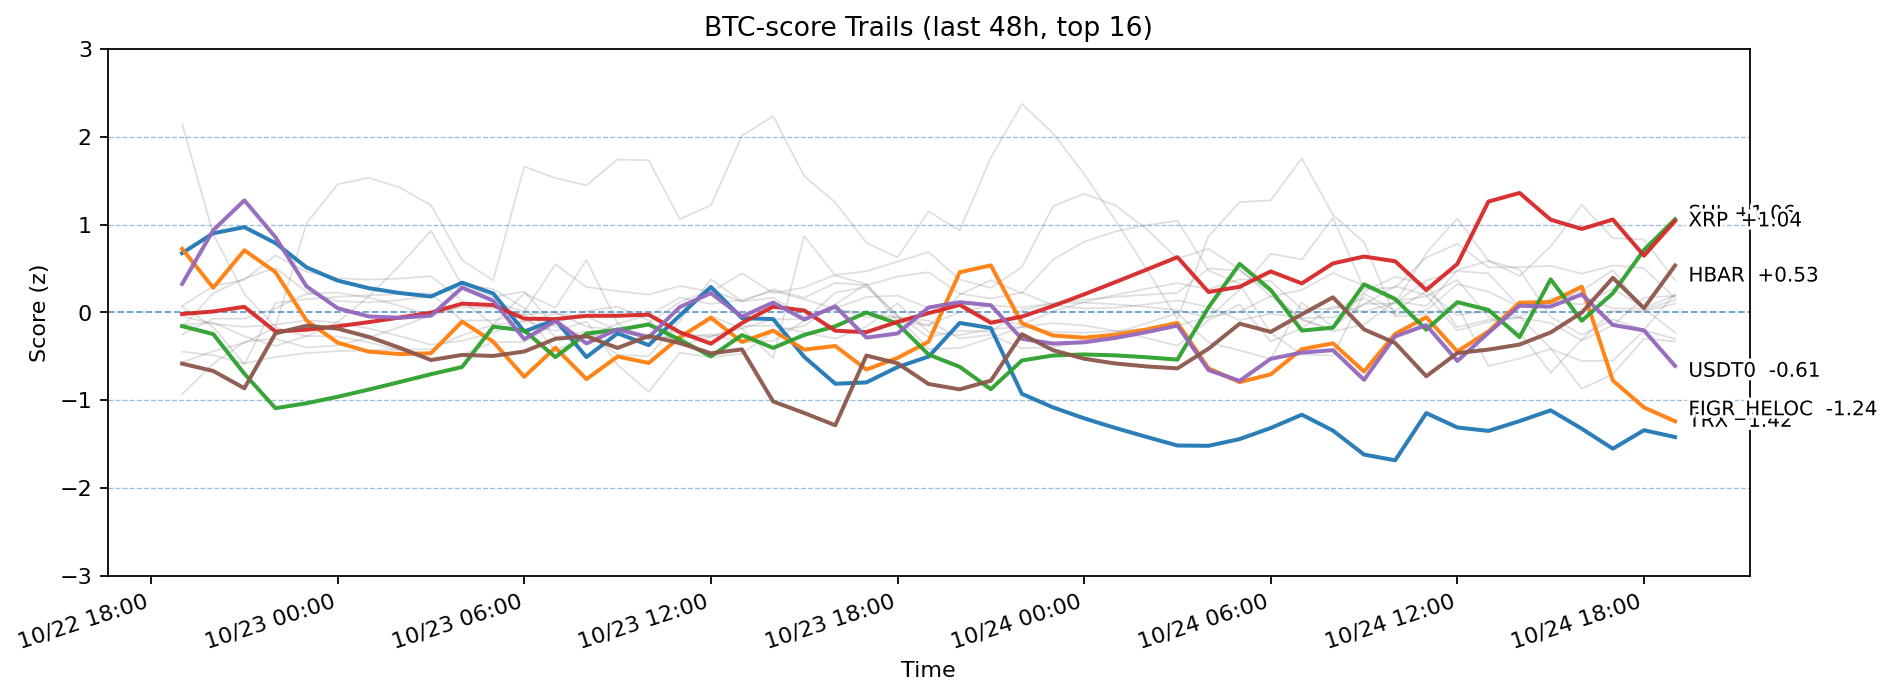 BTC-score Trails (last 48h, top 16)
Score (z)
3
2
1
0
−1
−2
−3
XRP +1.04
HBAR +0.53
USDT0 -0.61
FIGR_HELOC -1.24
TRX -1.42
10/22 18:00
10/23 00:00
10/23 06:00
10/23 12:00
10/23 18:00
10/24 00:00
10/24 06:00
10/24 12:00
10/24 18:00
Time